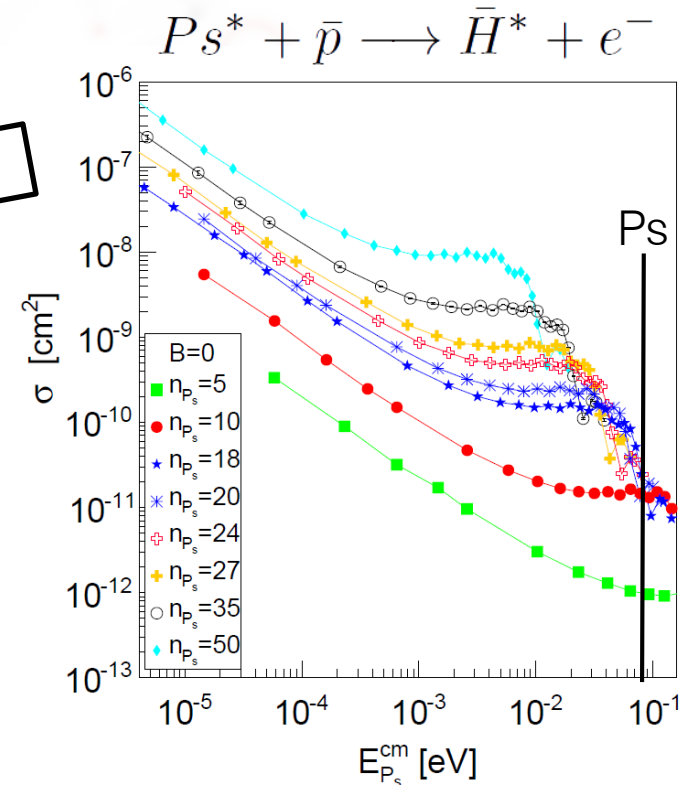 Ps* + p̄ ⟶ H̄* + e⁻
10⁻⁶
10⁻⁷
10⁻⁸
10⁻⁹
10⁻¹⁰
10⁻¹¹
10⁻¹²
10⁻¹³
σ [cm²]
Ps
B=0
n_Ps=5
n_Ps=10
n_Ps=18
n_Ps=20
n_Ps=24
n_Ps=27
n_Ps=35
n_Ps=50
10⁻⁵ 10⁻⁴ 10⁻³ 10⁻² 10⁻¹
E_Ps^cm [eV]